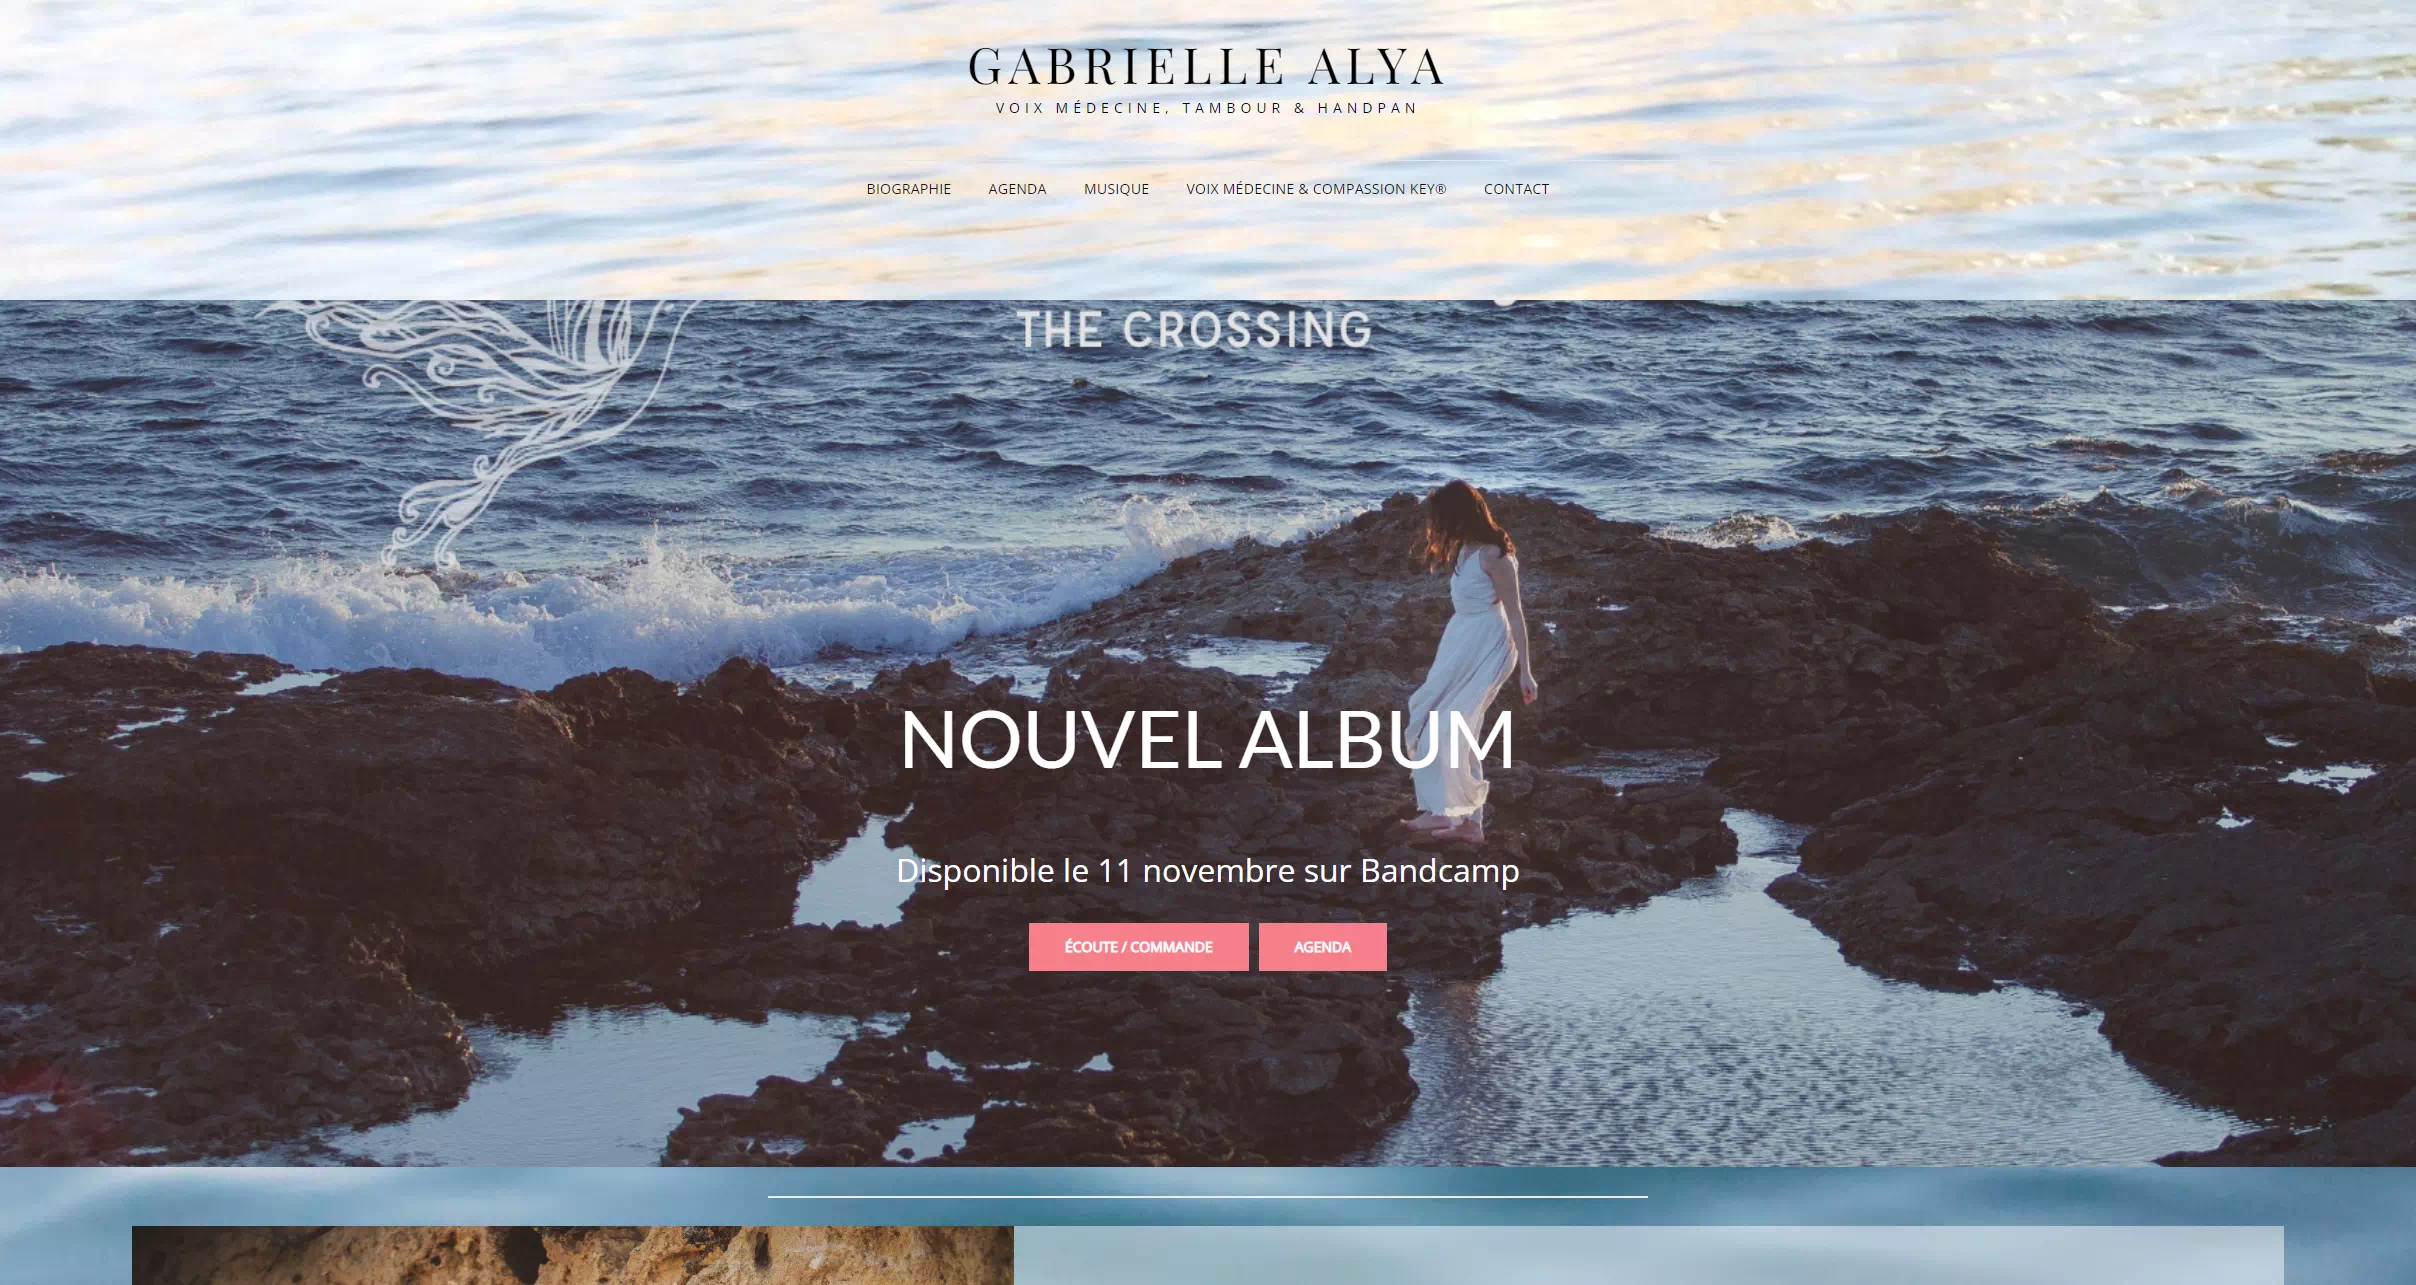 GABRIELLE ALYA
VOIX MÉDECINE, TAMBOUR & HANDPAN
BIOGRAPHIE AGENDA MUSIQUE VOIX MÉDECINE & COMPASSION KEY® CONTACT
THE CROSSING
NOUVEL ALBUM
Disponible le 11 novembre sur Bandcamp
ÉCOUTE / COMMANDE AGENDA